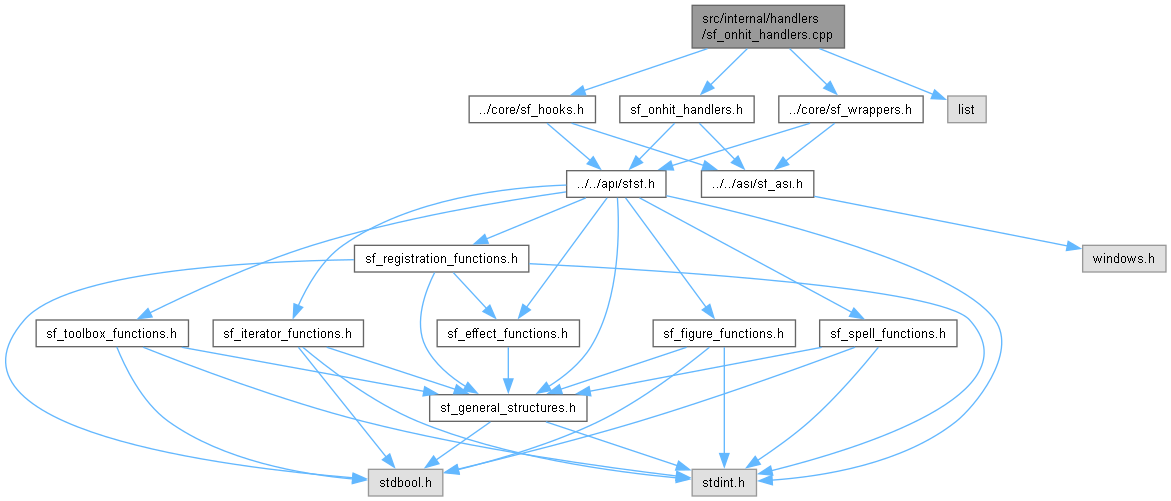 src/internal/handlers
/sf_onhit_handlers.cpp
../core/sf_hooks.h
sf_onhit_handlers.h
../core/sf_wrappers.h
list
../../api/sfsf.h
../../asi/sf_asi.h
sf_registration_functions.h
windows.h
sf_toolbox_functions.h
sf_iterator_functions.h
sf_effect_functions.h
sf_figure_functions.h
sf_spell_functions.h
sf_general_structures.h
stdbool.h
stdint.h